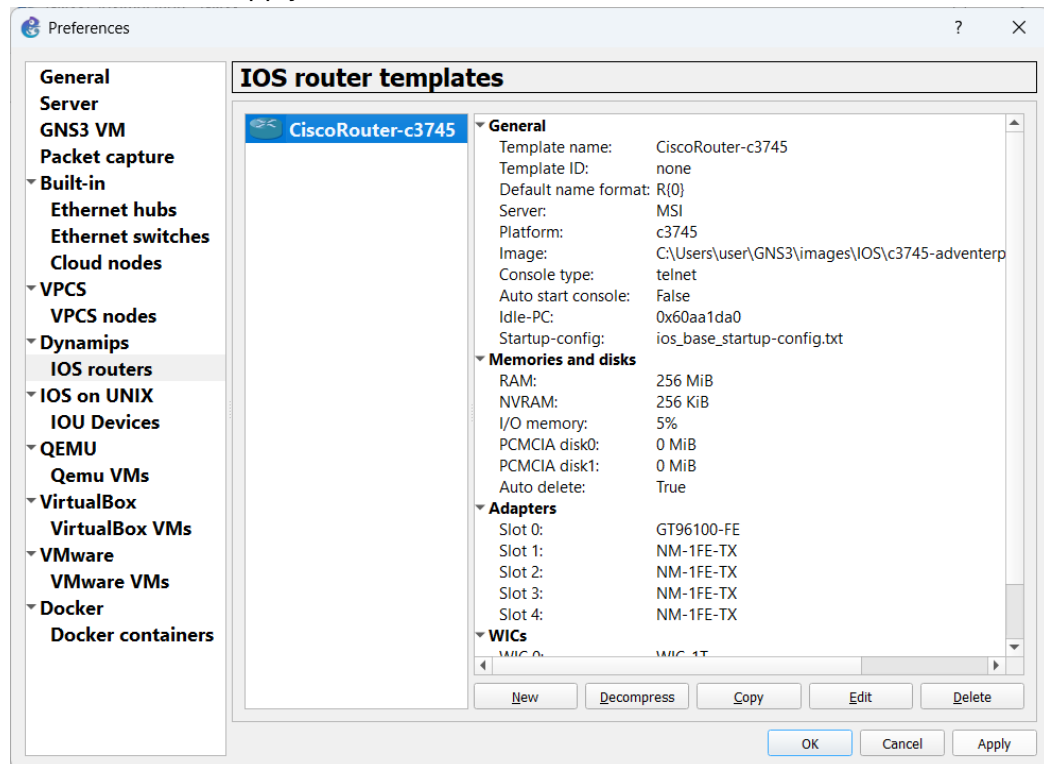 Preferences
?
General
Server
GNS3 VM
Packet capture
Built-in
Ethernet hubs
Ethernet switches
Cloud nodes
VPCS
VPCS nodes
Dynamips
IOS routers
IOS on UNIX
IOU Devices
QEMU
Qemu VMs
VirtualBox
VirtualBox VMs
VMware
VMware VMs
Docker
Docker containers
IOS router templates
CiscoRouter-c3745
General
Template name: CiscoRouter-c3745
Template ID: none
Default name format: R{0}
Server: MSI
Platform: c3745
Image: C:\Users\user\GNS3\images\IOS\c3745-adventerp
Console type: telnet
Auto start console: False
Idle-PC: 0x60aa1da0
Startup-config: ios_base_startup-config.txt
Memories and disks
RAM: 256 MiB
NVRAM: 256 KiB
I/O memory: 5%
PCMCIA disk0: 0 MiB
PCMCIA disk1: 0 MiB
Auto delete: True
Adapters
Slot 0: GT96100-FE
Slot 1: NM-1FE-TX
Slot 2: NM-1FE-TX
Slot 3: NM-1FE-TX
Slot 4: NM-1FE-TX
WICs
WIC 0: WIC-1T
New Decompress Copy Edit Delete
OK Cancel Apply